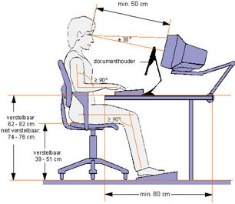 min. 50 cm
± 35°
documenthouder
≥ 90°
≥ 90°
verstelbaar
62 - 82 cm
niet verstelbaar:
74 - 76 cm
verstelbaar
39 - 51 cm
min. 80 cm